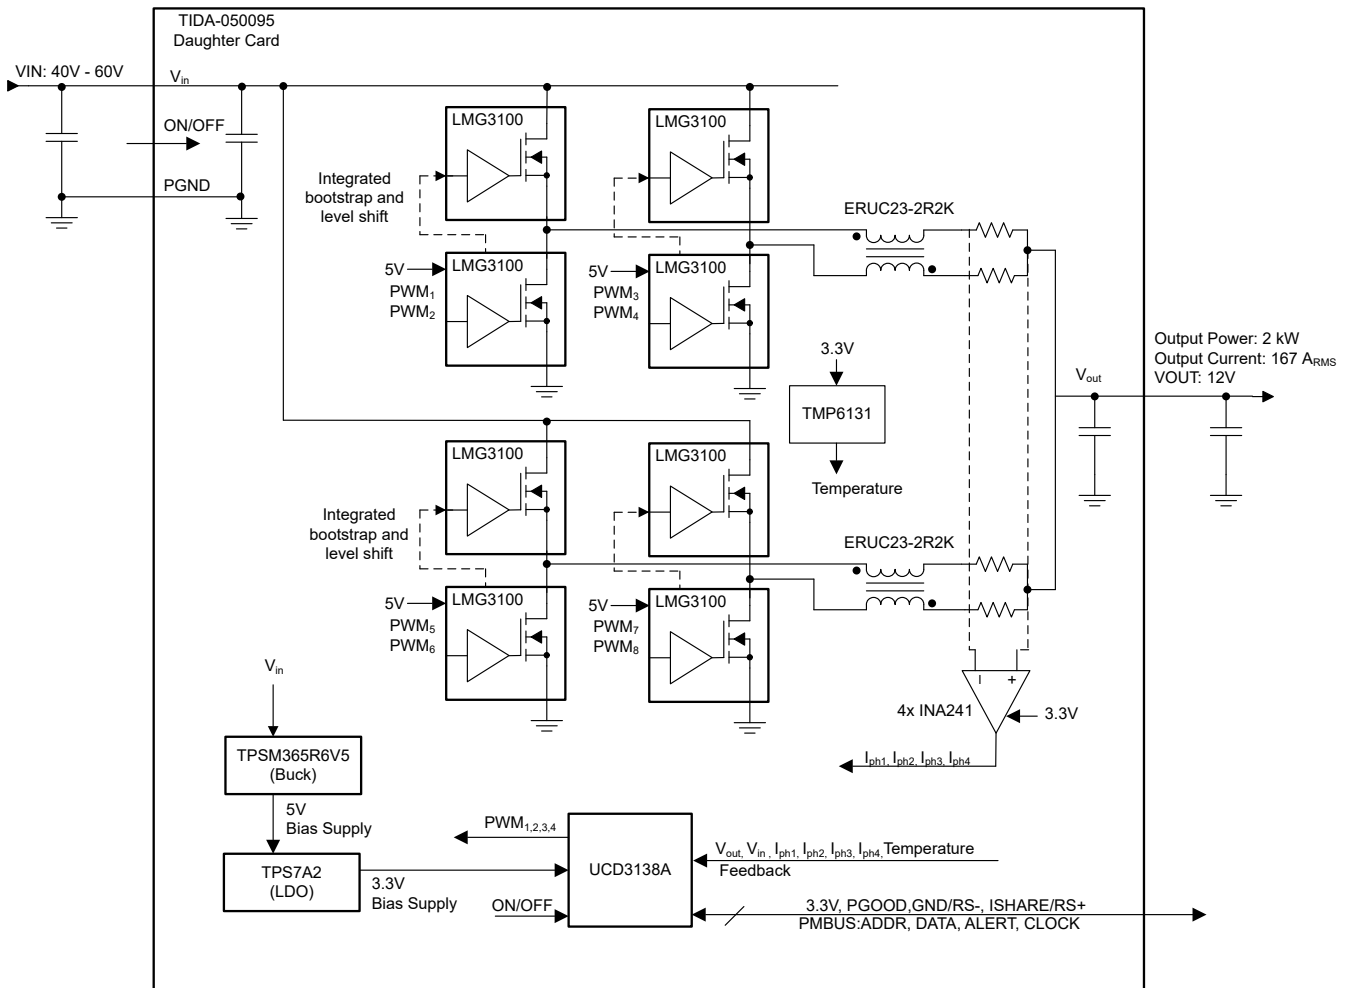 TIDA-050095
Daughter Card
VIN: 40V - 60V
Vin
ON/OFF
PGND
LMG3100
LMG3100
Integrated
bootstrap and
level shift
ERUC23-2R2K
LMG3100
5V
PWM1
PWM2
LMG3100
5V
PWM3
PWM4
3.3V
TMP6131
Temperature
Output Power: 2 kW
Output Current: 167 ARMS
VOUT: 12V
Vout
LMG3100
LMG3100
Integrated
bootstrap and
level shift
ERUC23-2R2K
LMG3100
5V
PWM5
PWM6
LMG3100
5V
PWM7
PWM8
4x INA241
3.3V
Iph1, Iph2, Iph3, Iph4
Vin
TPSM365R6V5
(Buck)
5V
Bias Supply
TPS7A2
(LDO)
3.3V
Bias Supply
PWM1,2,3,4
ON/OFF
UCD3138A
Vout, Vin , Iph1, Iph2, Iph3, Iph4, Temperature
Feedback
3.3V, PGOOD,GND/RS-, ISHARE/RS+
PMBUS:ADDR, DATA, ALERT, CLOCK